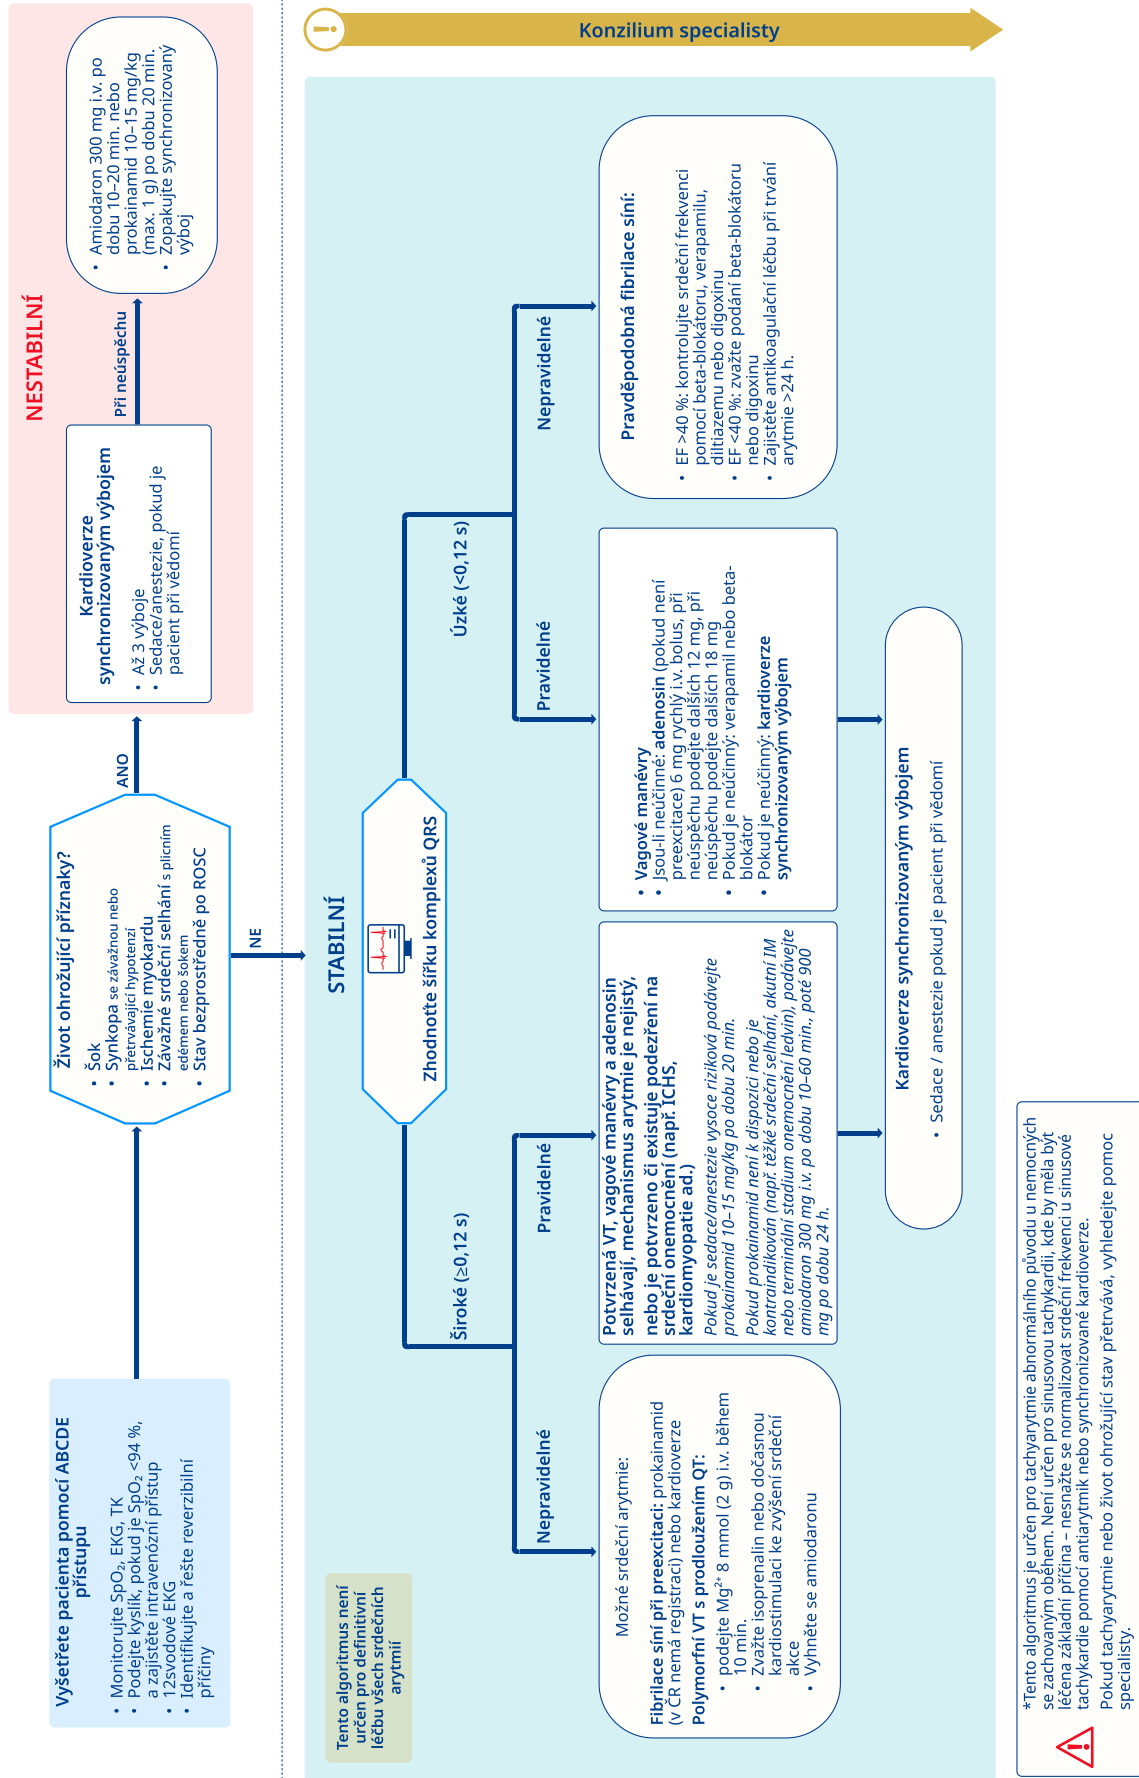 Vyšetřete pacienta pomocí ABCDE
přístupu
• Monitorujte SpO₂, EKG, TK
• Podejte kyslík, pokud je SpO₂ <94 %,
a zajistěte intravenózní přístup
• 12svodové EKG
• Identifikujte a řešte reverzibilní
příčiny
Život ohrožující příznaky?
• Šok
• Synkopa se závažnou nebo
přetrvávající hypotenzí
• Ischemie myokardu
• Závažné srdeční selhání s plicním
edémem nebo šokem
• Stav bezprostředně po ROSC
ANO
NESTABILNÍ
Kardioverze
synchronizovaným výbojem
• Až 3 výboje
• Sedace/anestezie, pokud je
pacient při vědomí
Při neúspěchu
• Amiodaron 300 mg i.v. po
dobu 10–20 min. nebo
prokainamid 10–15 mg/kg
(max. 1 g) po dobu 20 min.
• Zopakujte synchronizovaný
výboj
NE
Konzilium specialisty
STABILNÍ
Tento algoritmus není
určen pro definitivní
léčbu všech srdečních
arytmií
Zhodnoťte šířku komplexů QRS
Široké (≥0,12 s)
Úzké (<0,12 s)
Nepravidelné
Pravidelné
Pravidelné
Nepravidelné
Možné srdeční arytmie:
Fibrilace síní při preexcitaci: prokainamid
(v ČR nemá registraci) nebo kardioverze
Polymorfní VT s prodloužením QT:
• podejte Mg²⁺ 8 mmol (2 g) i.v. během
10 min.
• Zvažte isoprenalin nebo dočasnou
kardiostimulaci ke zvýšení srdeční
akce
• Vyhněte se amiodaronu
Potvrzená VT, vagové manévry a adenosin
selhávají, mechanismus arytmie je nejistý,
nebo je potvrzeno či existuje podezření na
srdeční onemocnění (např. ICHS,
kardiomyopatie ad.)
Pokud je sedace/anestezie vysoce riziková podávejte
prokainamid 10–15 mg/kg po dobu 20 min.
Pokud prokainamid není k dispozici nebo je
kontraindikován (např. těžké srdeční selhání, akutní IM
nebo terminální stadium onemocnění ledvin), podávejte
amiodaron 300 mg i.v. po dobu 10–60 min., poté 900
mg po dobu 24 h.
• Vagové manévry
• Jsou-li neúčinné: adenosin (pokud není
preexcitace) 6 mg rychlý i.v. bolus, při
neúspěchu podejte dalších 12 mg, při
neúspěchu podejte dalších 18 mg
• Pokud je neúčinný: verapamil nebo beta-
blokátor
• Pokud je neúčinný: kardioverze
synchronizovaným výbojem
Pravděpodobná fibrilace síní:
• EF >40 %: kontrolujte srdeční frekvenci
pomocí beta-blokátoru, verapamilu,
diltiazemu nebo digoxinu
• EF <40 %: zvažte podání beta-blokátoru
nebo digoxinu
• Zajistěte antikoagulační léčbu při trvání
arytmie >24 h.
Kardioverze synchronizovaným výbojem
• Sedace / anestezie pokud je pacient při vědomí
*Tento algoritmus je určen pro tachyarytmie abnormálního původu u nemocných
se zachovaným oběhem. Není určen pro sinusovou tachykardii, kde by měla být
léčena základní příčina – nesnažte se normalizovat srdeční frekvenci u sinusové
tachykardie pomocí antiarytmik nebo synchronizované kardioverze.
Pokud tachyarytmie nebo život ohrožující stav přetrvává, vyhledejte pomoc
specialisty.